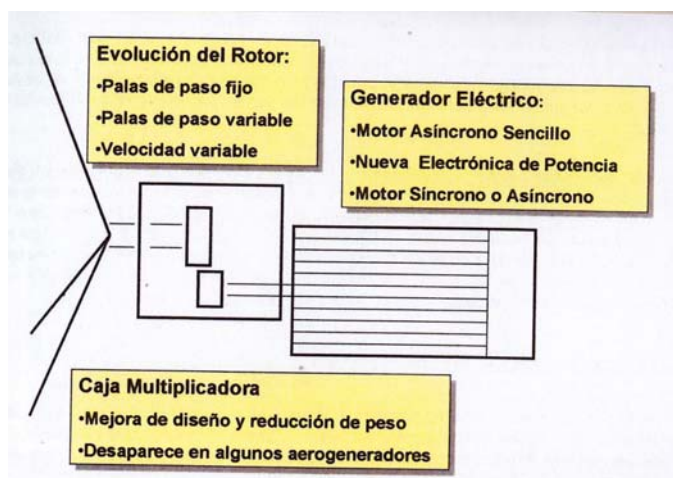 Evolución del Rotor:
•Palas de paso fijo
•Palas de paso variable
•Velocidad variable
Generador Eléctrico:
•Motor Asíncrono Sencillo
•Nueva Electrónica de Potencia
•Motor Síncrono o Asíncrono
Caja Multiplicadora
•Mejora de diseño y reducción de peso
•Desaparece en algunos aerogeneradores